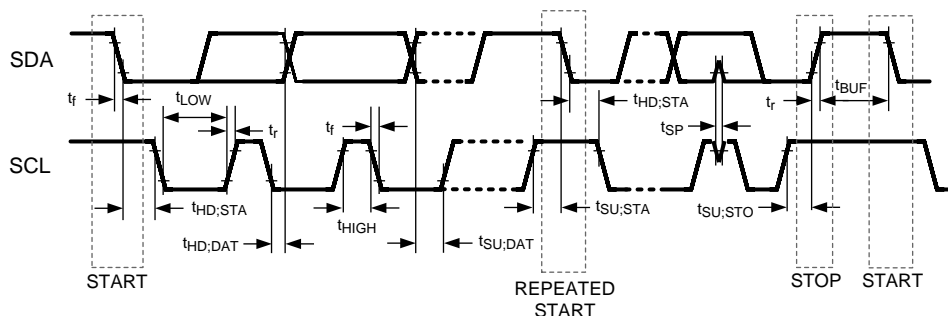 SDA
t_f
t_LOW
t_r
t_f
t_HD;STA
t_SP
t_r
t_BUF
SCL
t_HD;STA
t_HD;DAT
t_HIGH
t_SU;DAT
t_SU;STA
t_SU;STO
START
REPEATED
START
STOP
START